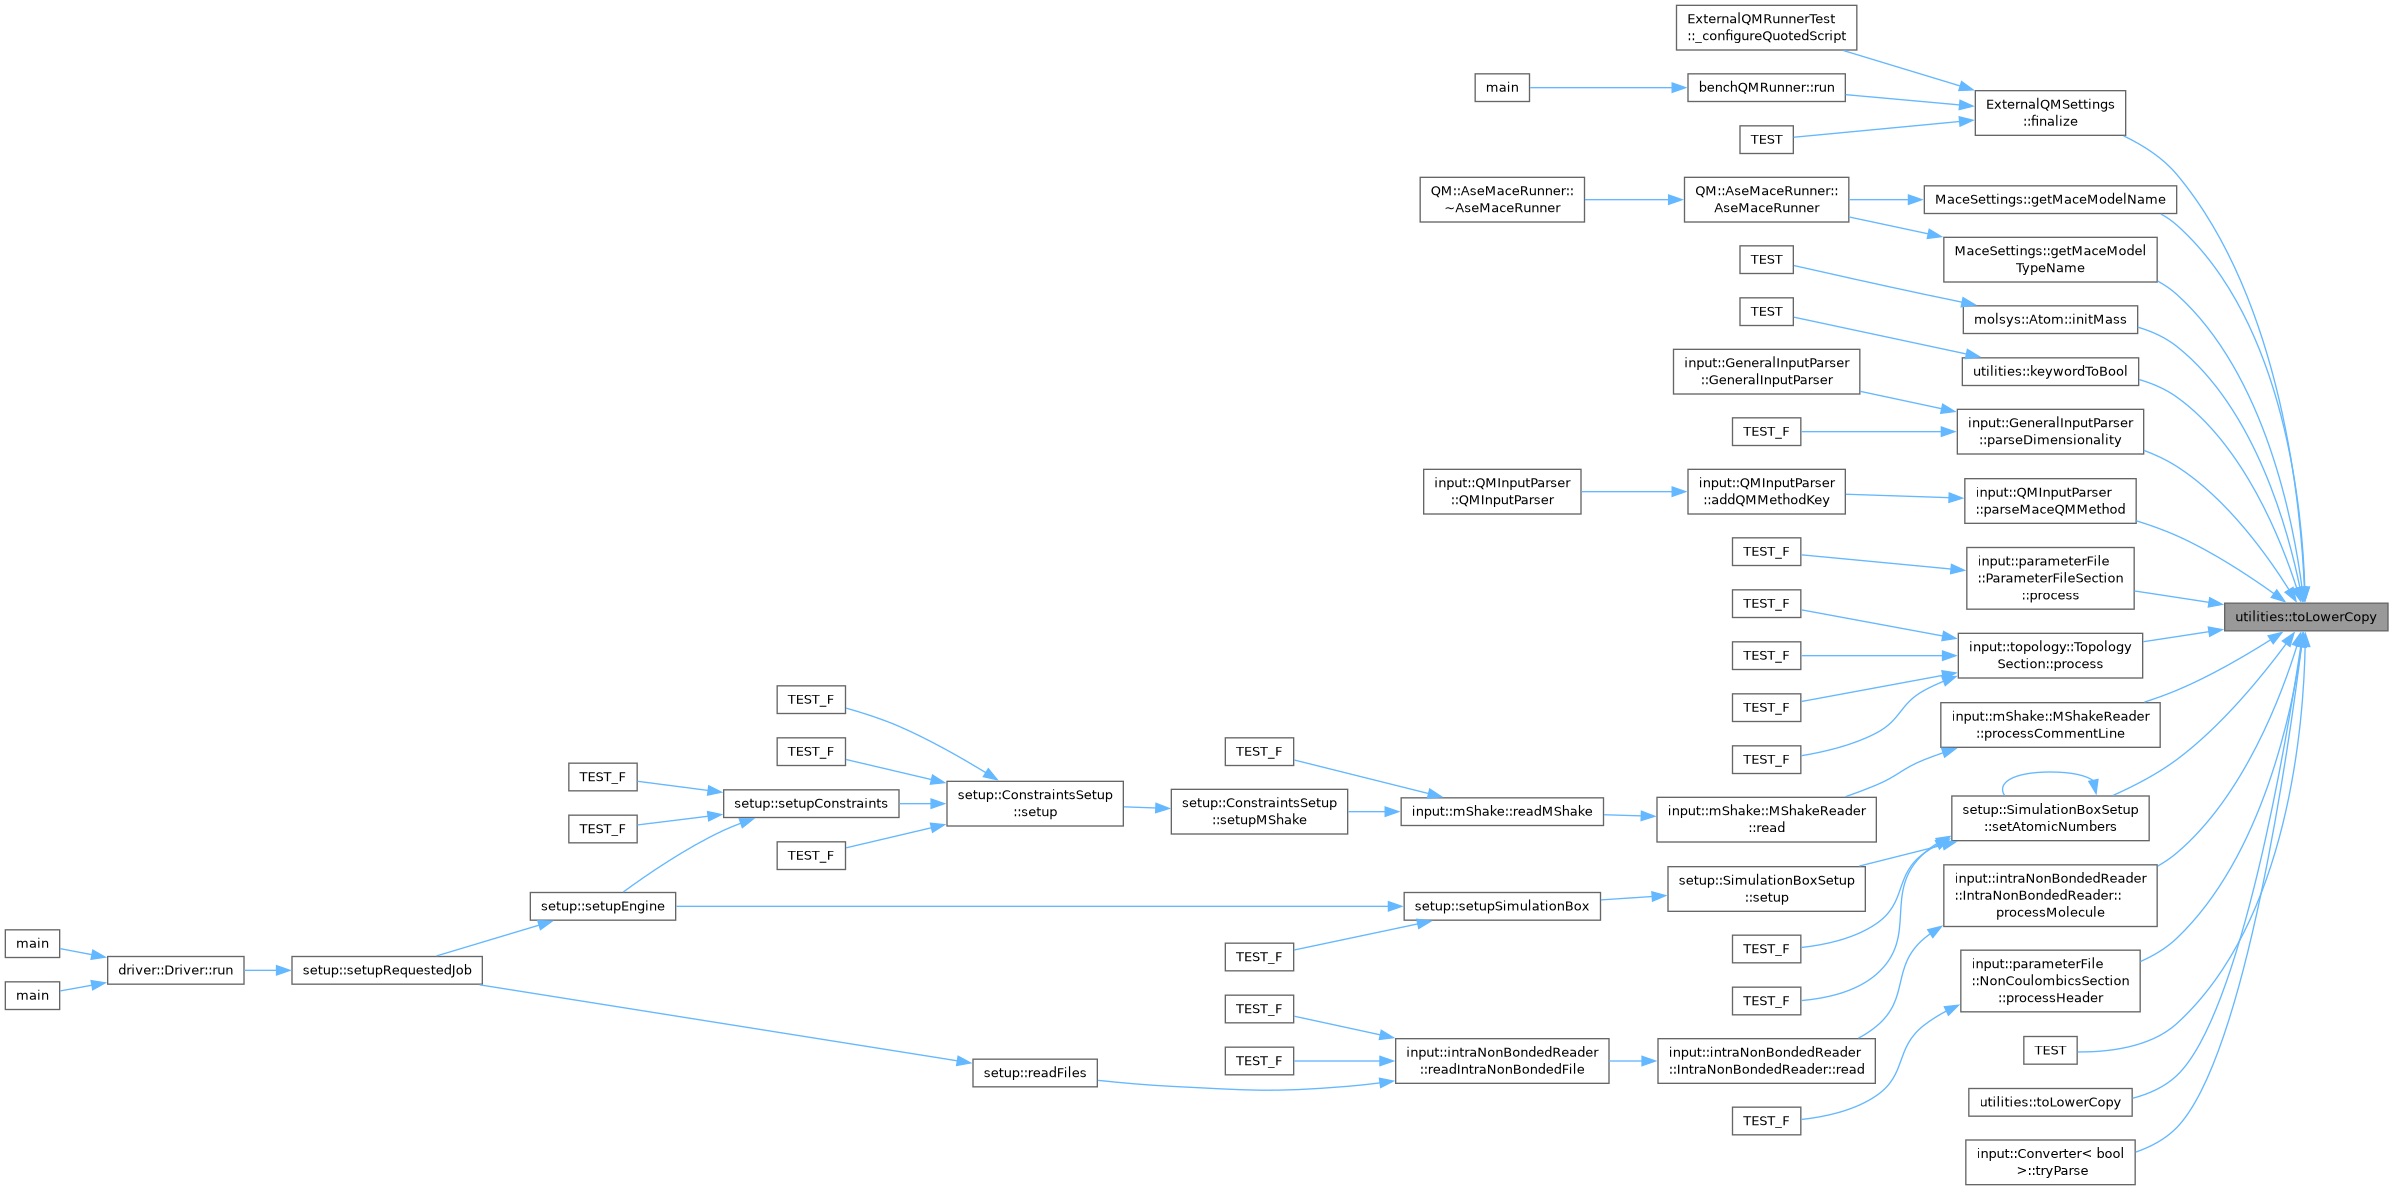 ExternalQMRunnerTest
::_configureQuotedScript
main
benchQMRunner::run
ExternalQMSettings
::finalize
TEST
QM::AseMaceRunner::
~AseMaceRunner
QM::AseMaceRunner::
AseMaceRunner
MaceSettings::getMaceModelName
MaceSettings::getMaceModel
TypeName
TEST
molsys::Atom::initMass
TEST
utilities::keywordToBool
input::GeneralInputParser
::GeneralInputParser
input::GeneralInputParser
::parseDimensionality
TEST_F
input::QMInputParser
::QMInputParser
input::QMInputParser
::addQMMethodKey
input::QMInputParser
::parseMaceQMMethod
TEST_F
input::parameterFile
::ParameterFileSection
::process
TEST_F
utilities::toLowerCopy
TEST_F
input::topology::Topology
Section::process
TEST_F
TEST_F
input::mShake::MShakeReader
::processCommentLine
TEST_F
TEST_F
TEST_F
TEST_F
TEST_F
TEST_F
TEST_F
setup::setupConstraints
setup::ConstraintsSetup
::setup
setup::ConstraintsSetup
::setupMShake
input::mShake::readMShake
input::mShake::MShakeReader
::read
setup::SimulationBoxSetup
::setAtomicNumbers
setup::SimulationBoxSetup
::setup
setup::setupEngine
setup::setupSimulationBox
input::intraNonBondedReader
::IntraNonBondedReader::
processMolecule
TEST_F
TEST_F
main
main
driver::Driver::run
setup::setupRequestedJob
TEST_F
input::parameterFile
::NonCoulombicsSection
::processHeader
TEST_F
TEST_F
setup::readFiles
input::intraNonBondedReader
::readIntraNonBondedFile
input::intraNonBondedReader
::IntraNonBondedReader::read
TEST
TEST_F
utilities::toLowerCopy
input::Converter< bool
>::tryParse